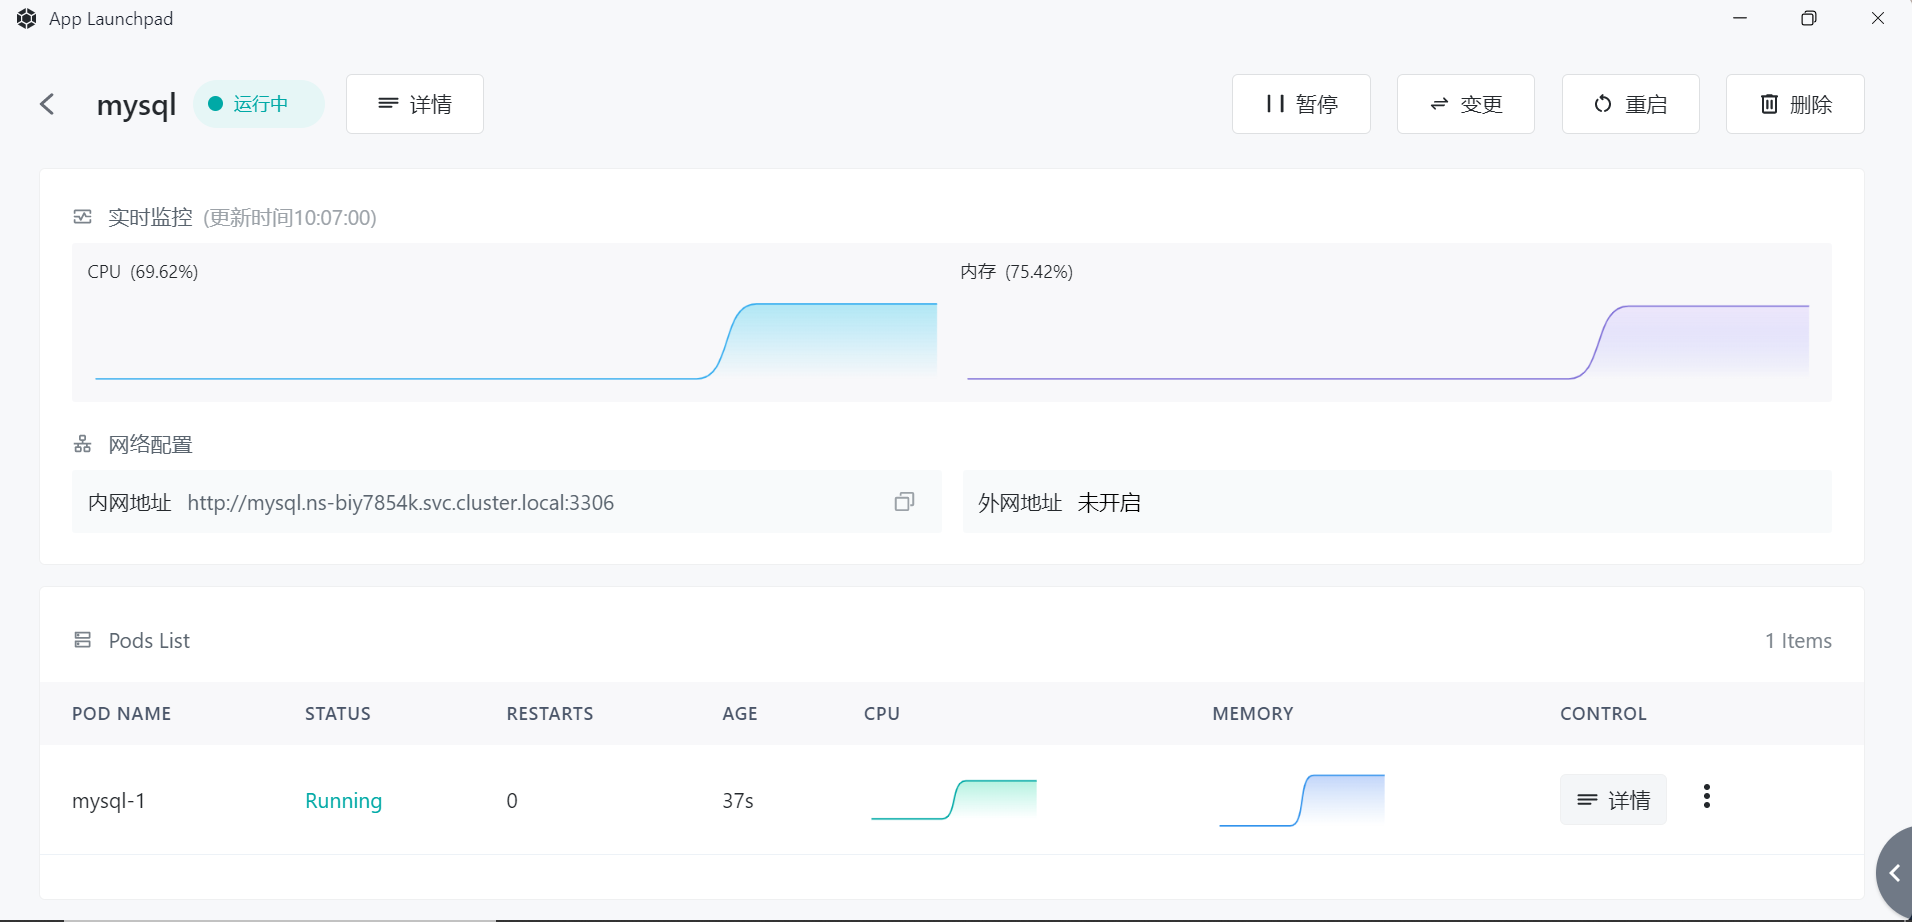 App Launchpad
mysql 运行中 详情 暂停 变更 重启 删除
实时监控 (更新时间10:07:00)
CPU (69.62%) 内存 (75.42%)
网络配置
内网地址 http://mysql.ns-biy7854k.svc.cluster.local:3306 外网地址 未开启
Pods List 1 Items
POD NAME STATUS RESTARTS AGE CPU MEMORY CONTROL
mysql-1 Running 0 37s 详情